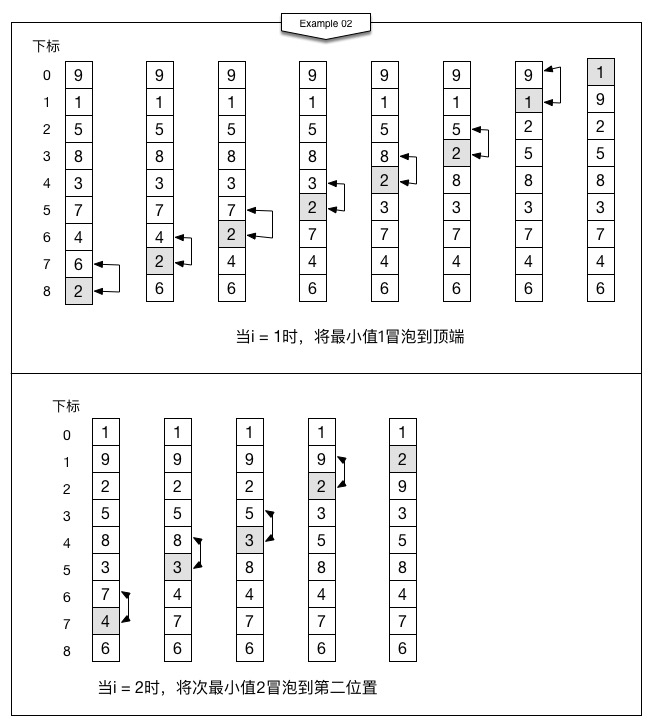 Example 02
下标
0 9 9 9 9 9 9 9 1
1 1 1 1 1 1 1 1 9
2 5 5 5 5 5 5 2 2
3 8 8 8 8 8 2 5 5
4 3 3 3 3 2 8 8 8
5 7 7 7 2 3 3 3 3
6 4 4 2 7 7 7 7 7
7 6 2 4 4 4 4 4 4
8 2 6 6 6 6 6 6 6
当i = 1时，将最小值1冒泡到顶端
下标
0 1 1 1 1 1
1 9 9 9 9 2
2 2 2 2 2 9
3 5 5 5 3 3
4 8 8 3 5 5
5 3 3 8 8 8
6 7 4 4 4 4
7 4 7 7 7 7
8 6 6 6 6 6
当i = 2时，将次最小值2冒泡到第二位置